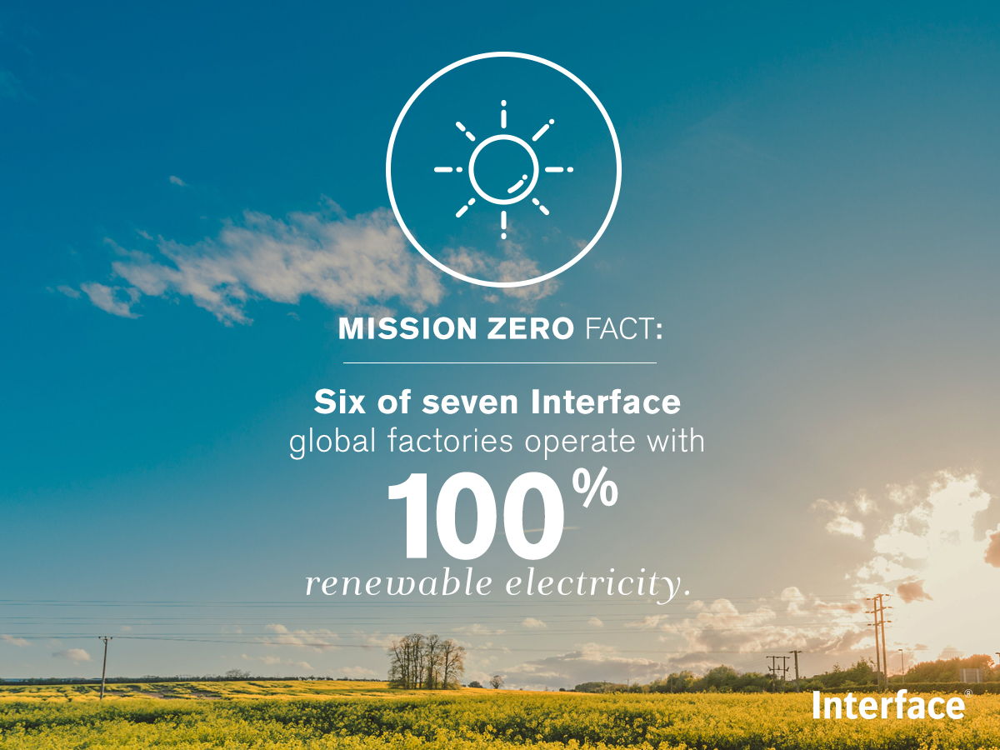 MISSION ZERO FACT:
Six of seven Interface
global factories operate with
100%
renewable electricity.
Interface®